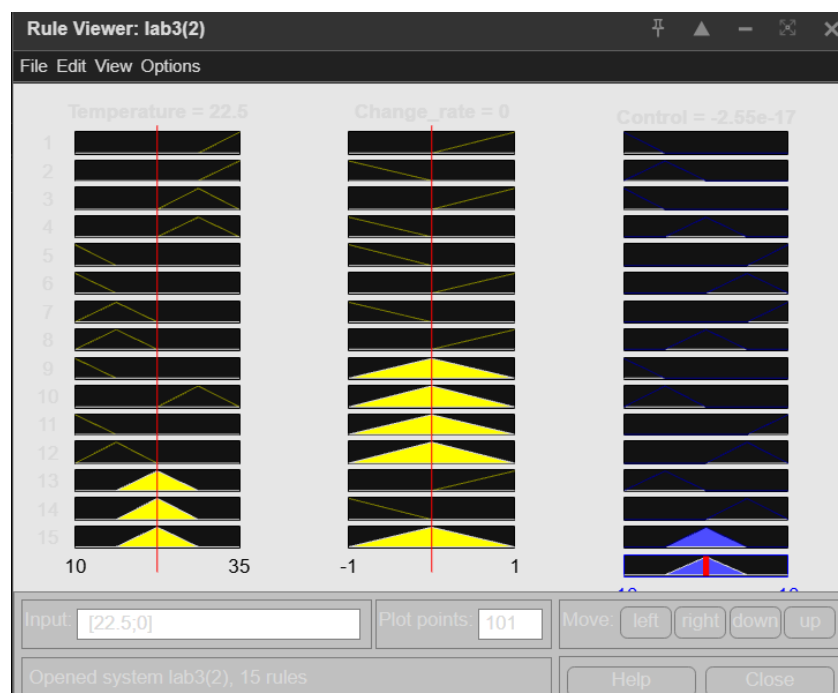 Rule Viewer: lab3(2)
File Edit View Options
Temperature = 22.5 Change_rate = 0 Control = -2.55e-17
1
2
3
4
5
6
7
8
9
10
11
12
13
14
15
10 35 -1 1
Input: [22.5;0] Plot points: 101 Move: left right down up
Opened system lab3(2), 15 rules Help Close